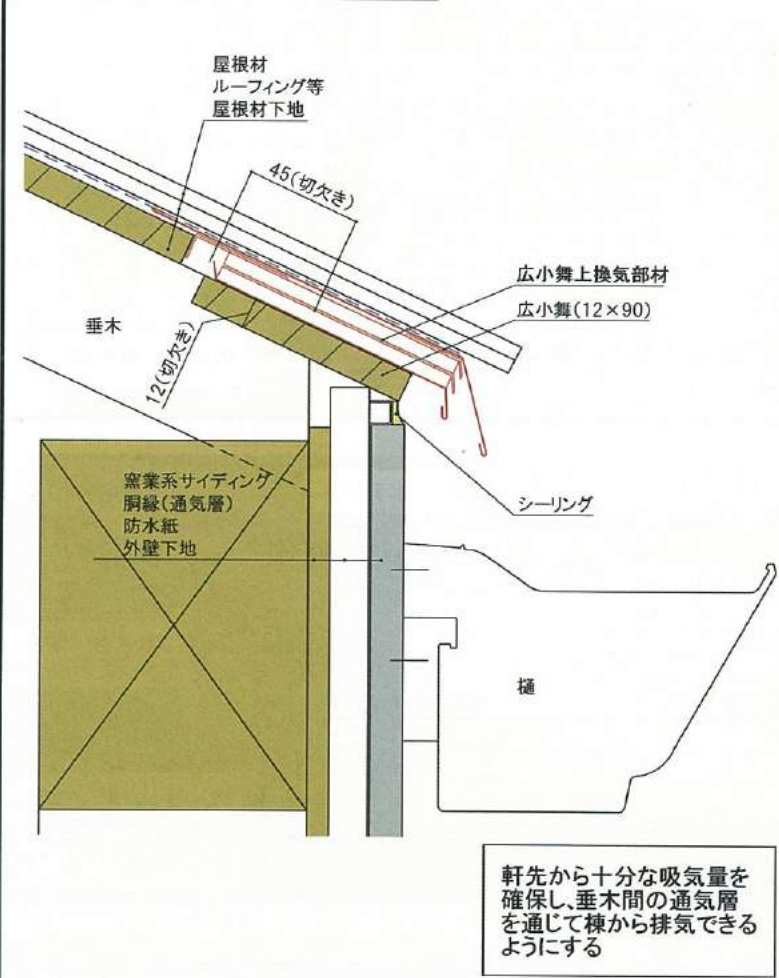 屋根材
ルーフィング等
屋根材下地
45(切欠き)
広小舞上換気部材
広小舞(12×90)
垂木
12(切欠き)
窯業系サイディング
胴縁(通気層)
防水紙
外壁下地
シーリング
樋
軒先から十分な吸気量を
確保し、垂木間の通気層
を通じて棟から排気できる
ようにする